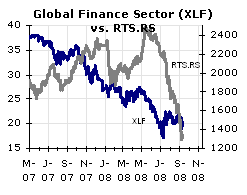 Global Finance Sector (XLF)
vs. RTS.RS
40 2400
35 2200
30 2000
25 1800
20 1600
15 1400
1200
RTS.RS
XLF
M- J- S- N- J- M- M- J- S- N-
07 07 07 07 08 08 08 08 08 08